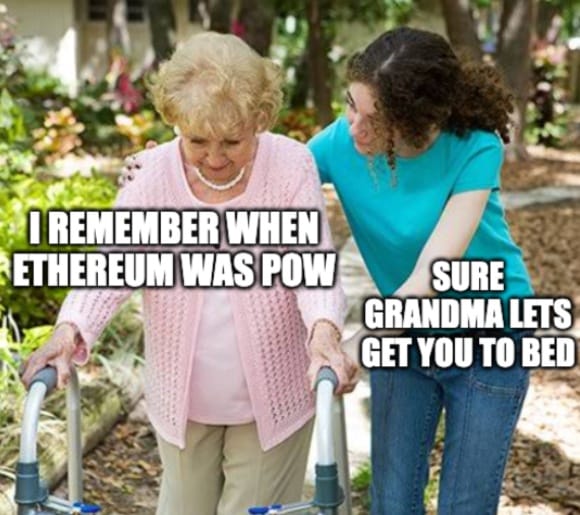 I REMEMBER WHEN
ETHEREUM WAS POW
SURE
GRANDMA LETS
GET YOU TO BED